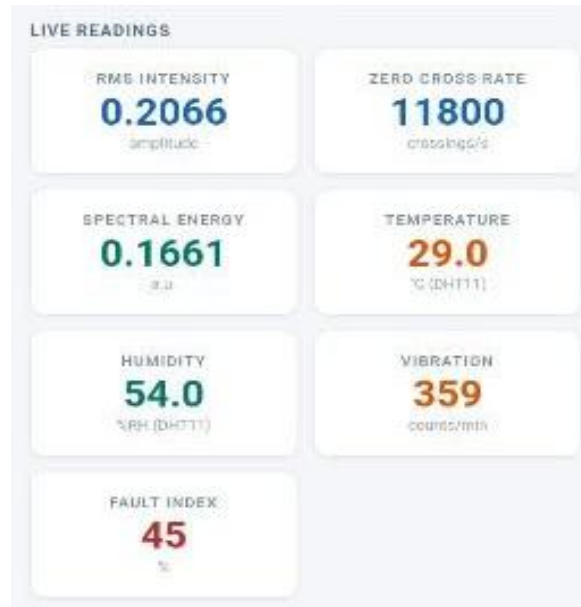 LIVE READINGS
RMS INTENSITY
0.2066
amplitude
ZERO CROSS RATE
11800
crossings/s
SPECTRAL ENERGY
0.1661
a.u
TEMPERATURE
29.0
°C (DHT11)
HUMIDITY
54.0
%RH (DHT11)
VIBRATION
359
counts/min
FAULT INDEX
45
%